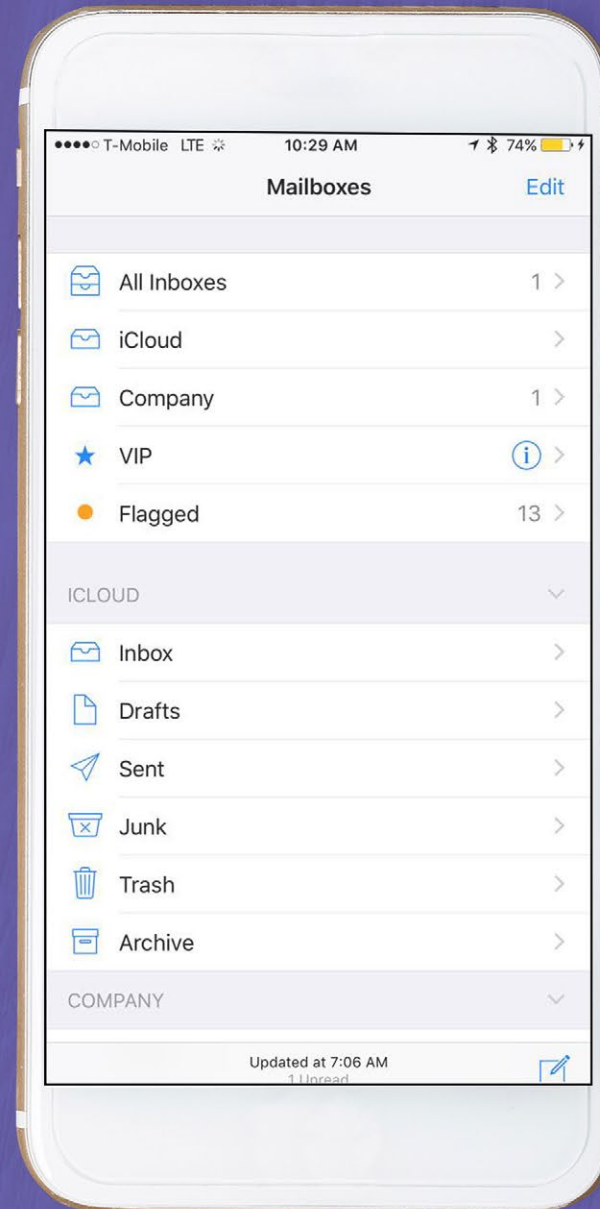 T-Mobile LTE 10:29 AM 74%
Mailboxes Edit
All Inboxes 1
iCloud
Company 1
VIP i
Flagged 13
ICLOUD
Inbox
Drafts
Sent
Junk
Trash
Archive
COMPANY
Updated at 7:06 AM
1 Unread